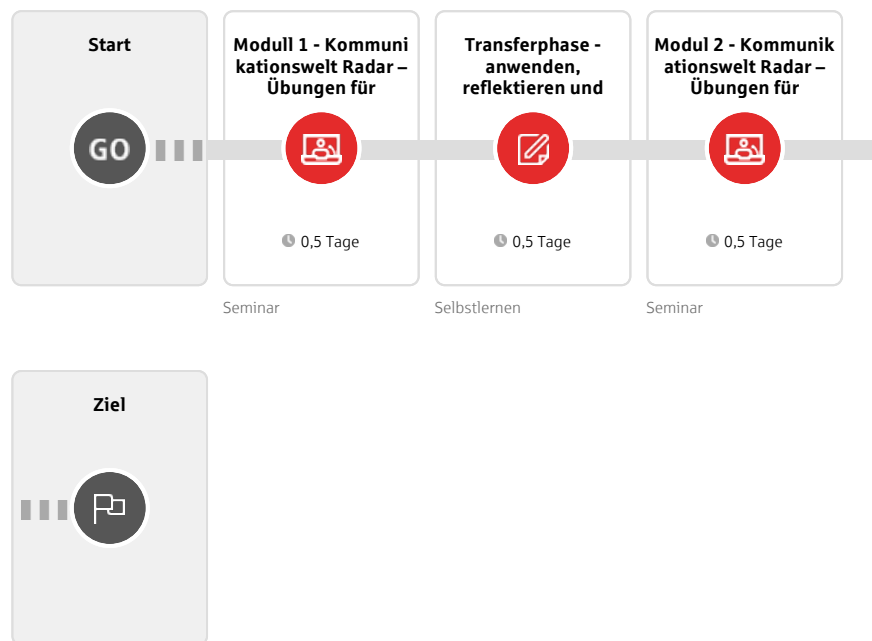 Start
Modull 1 - Kommuni
kationswelt Radar –
Übungen für
Transferphase -
anwenden,
reflektieren und
Modul 2 - Kommunik
ationswelt Radar –
Übungen für
GO
0,5 Tage
0,5 Tage
0,5 Tage
Seminar
Selbstlernen
Seminar
Ziel